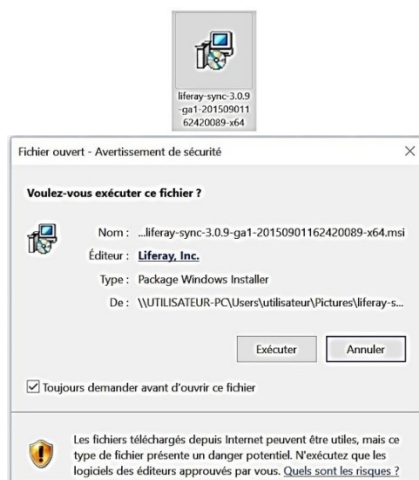 liferay-sync-3.0.9
-ga1-201509011
62420089-x64
Fichier ouvert - Avertissement de sécurité
Voulez-vous exécuter ce fichier ?
Nom : ...liferay-sync-3.0.9-ga1-20150901162420089-x64.msi
Éditeur : Liferay, Inc.
Type : Package Windows Installer
De : \\UTILISATEUR-PC\Users\utilisateur\Pictures\liferay-s...
Exécuter Annuler
Toujours demander avant d'ouvrir ce fichier
Les fichiers téléchargés depuis Internet peuvent être utiles, mais ce
type de fichier présente un danger potentiel. N'exécutez que les
logiciels des éditeurs approuvés par vous. Quels sont les risques ?